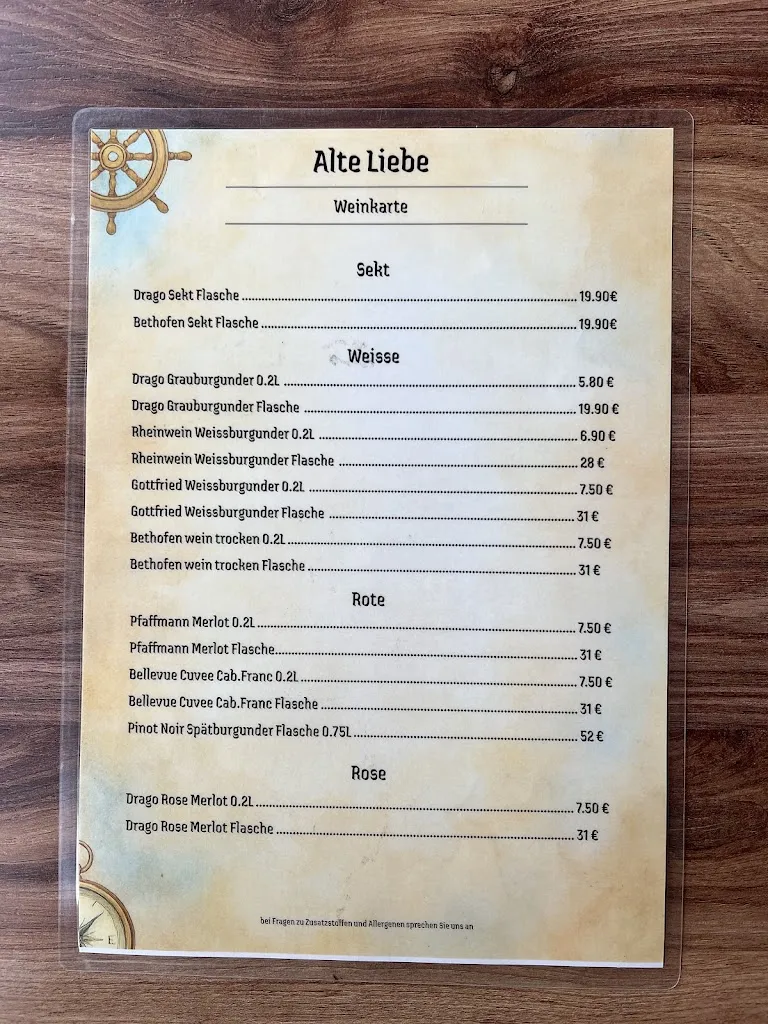 Alte Liebe
Weinkarte
Sekt
Drago Sekt Flasche 19.90€
Bethofen Sekt Flasche 19.90€
Weisse
Drago Grauburgunder 0.2L 5.80 €
Drago Grauburgunder Flasche 19.90 €
Rheinwein Weissburgunder 0.2L 6.90 €
Rheinwein Weissburgunder Flasche 28 €
Gottfried Weissburgunder 0.2L 7.50 €
Gottfried Weissburgunder Flasche 31 €
Bethofen wein trocken 0.2L 7.50 €
Bethofen wein trocken Flasche 31 €
Rote
Pfaffmann Merlot 0.2L 7.50 €
Pfaffmann Merlot Flasche 31 €
Bellevue Cuvee Cab.Franc 0.2L 7.50 €
Bellevue Cuvee Cab.Franc Flasche 31 €
Pinot Noir Spätburgunder Flasche 0.75L 52 €
Rose
Drago Rose Merlot 0.2L 7.50 €
Drago Rose Merlot Flasche 31 €
bei Fragen zu Zusatzstoffen und Allergenen sprechen Sie uns an
E